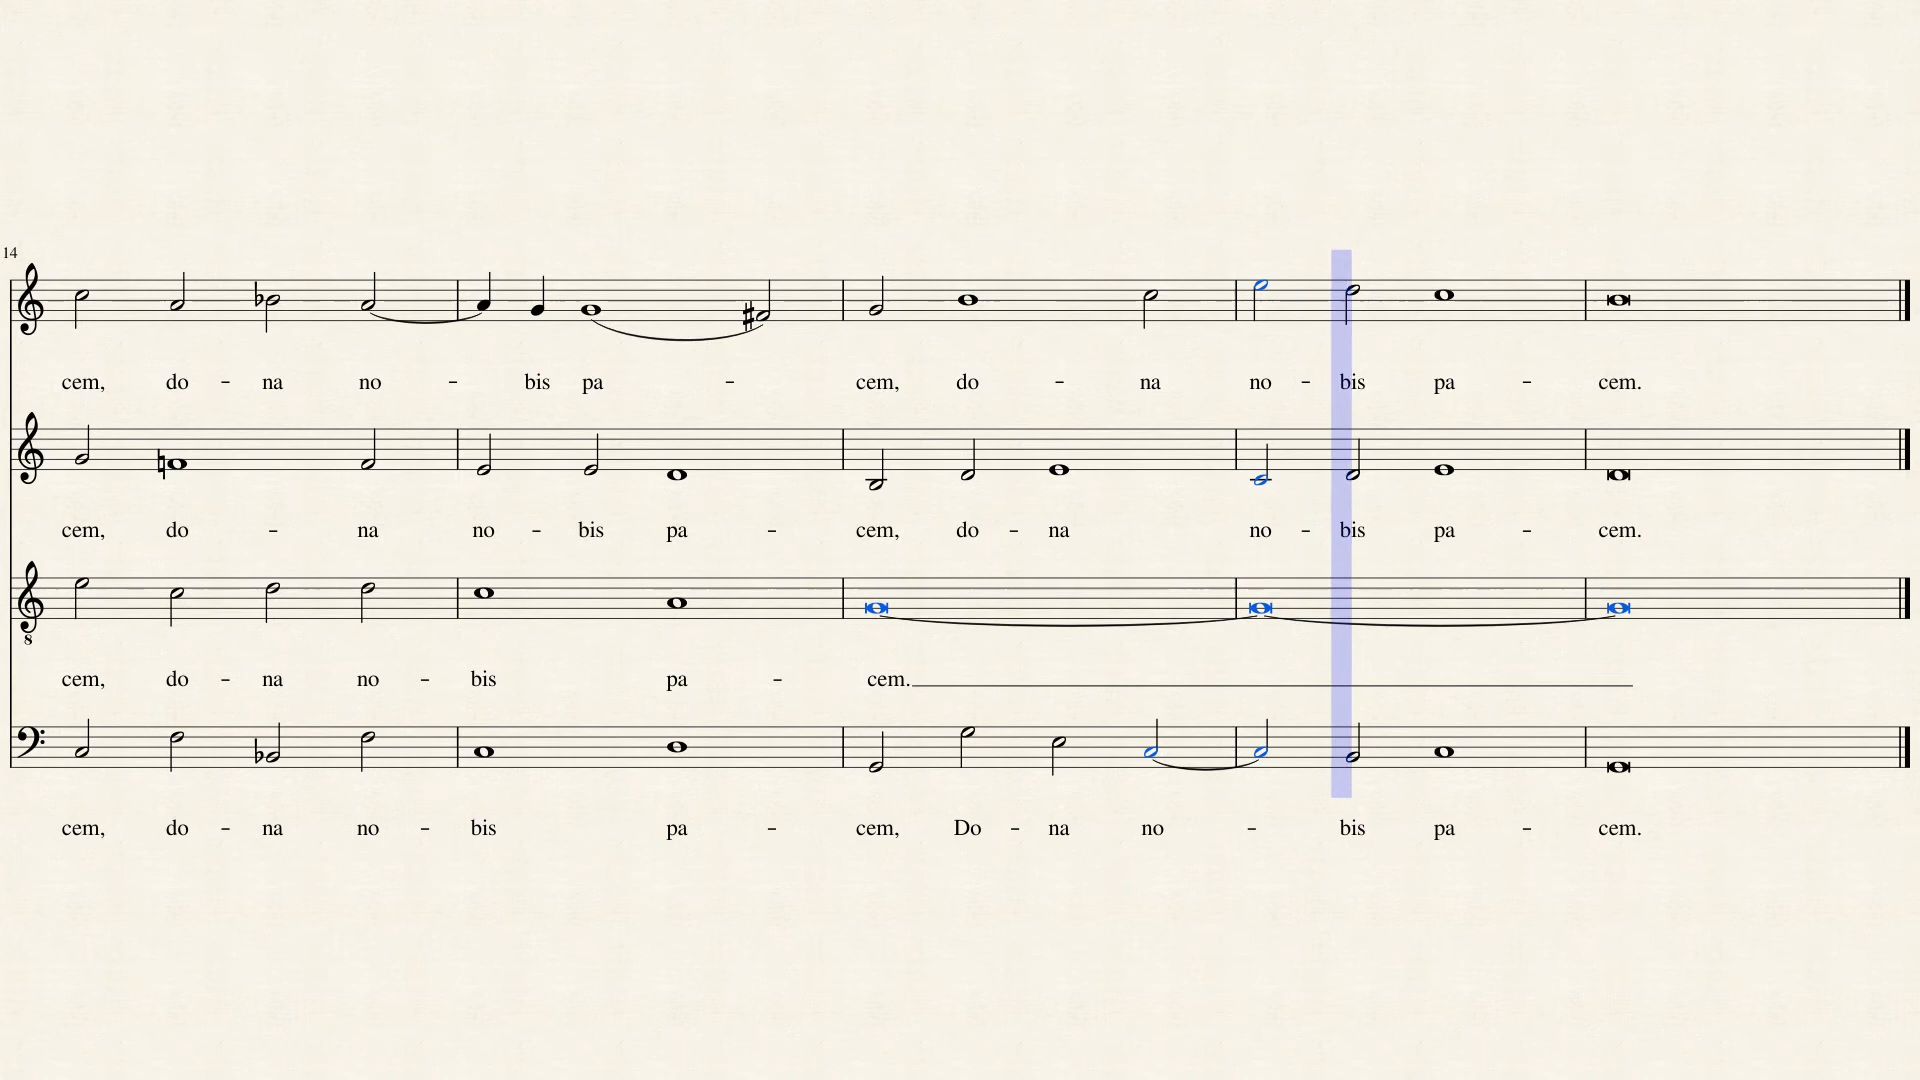 14
cem, do - na no - bis pa - cem, do - na no - bis pa - cem.
cem, do - na no - bis pa - cem, do - na no - bis pa - cem.
8
cem, do - na no - bis pa - cem.
cem, do - na no - bis pa - cem, Do - na no - bis pa - cem.